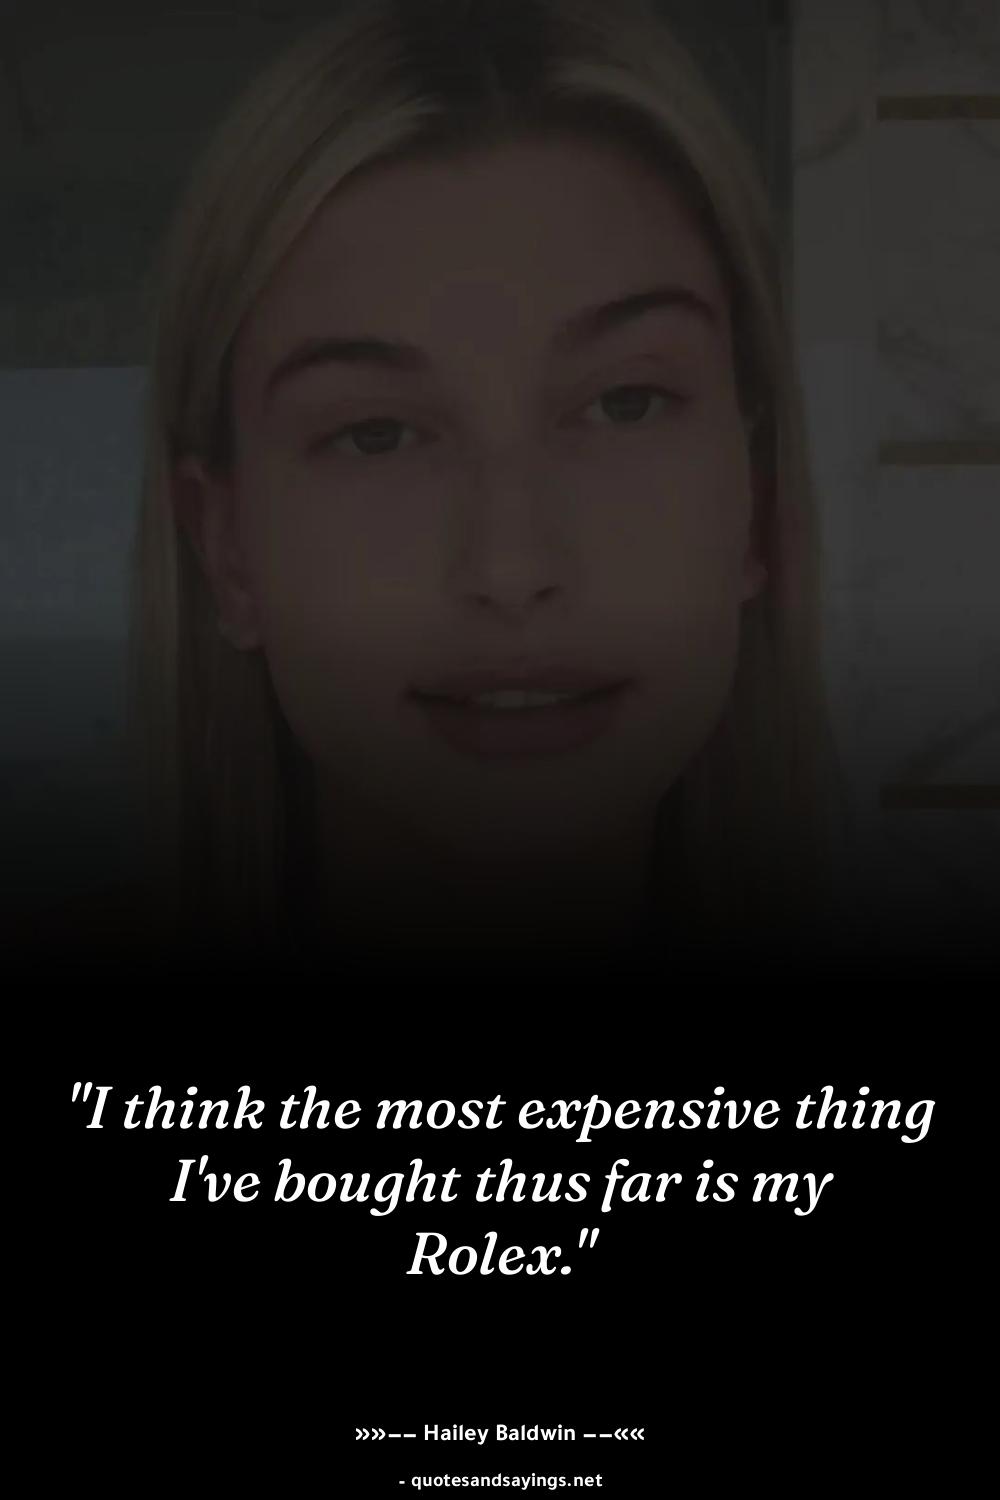 "I think the most expensive thing
I've bought thus far is my
Rolex."
»»–– Hailey Baldwin ––««
- quotesandsayings.net